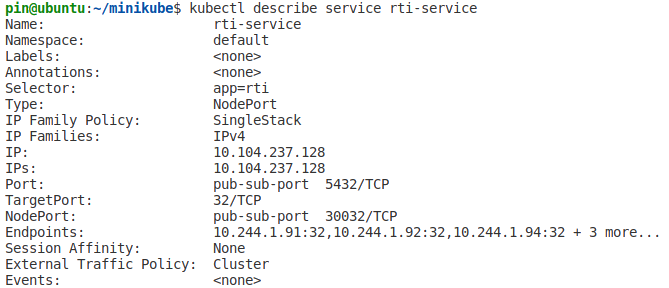 pin@ubuntu:~/minikube$ kubectl describe service rti-service
Name: rti-service
Namespace: default
Labels: <none>
Annotations: <none>
Selector: app=rti
Type: NodePort
IP Family Policy: SingleStack
IP Families: IPv4
IP: 10.104.237.128
IPs: 10.104.237.128
Port: pub-sub-port 5432/TCP
TargetPort: 32/TCP
NodePort: pub-sub-port 30032/TCP
Endpoints: 10.244.1.91:32,10.244.1.92:32,10.244.1.94:32 + 3 more...
Session Affinity: None
External Traffic Policy: Cluster
Events: <none>